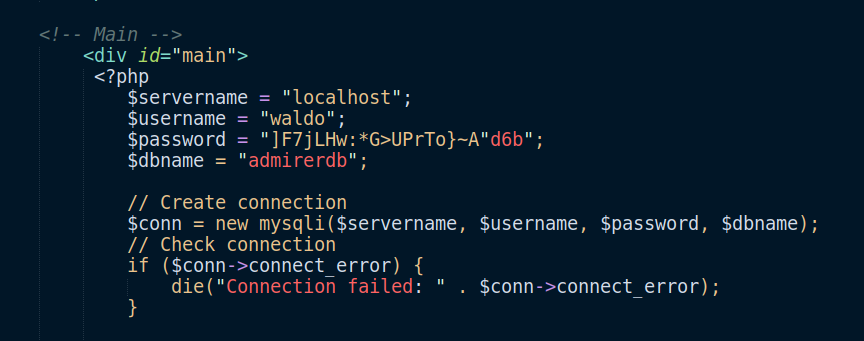 <!-- Main -->
<div id="main">
<?php
$servername = "localhost";
$username = "waldo";
$password = "]F7jLHw:*G>UPrTo}~A"d6b";
$dbname = "admirerdb";
// Create connection
$conn = new mysqli($servername, $username, $password, $dbname);
// Check connection
if ($conn->connect_error) {
die("Connection failed: " . $conn->connect_error);
}